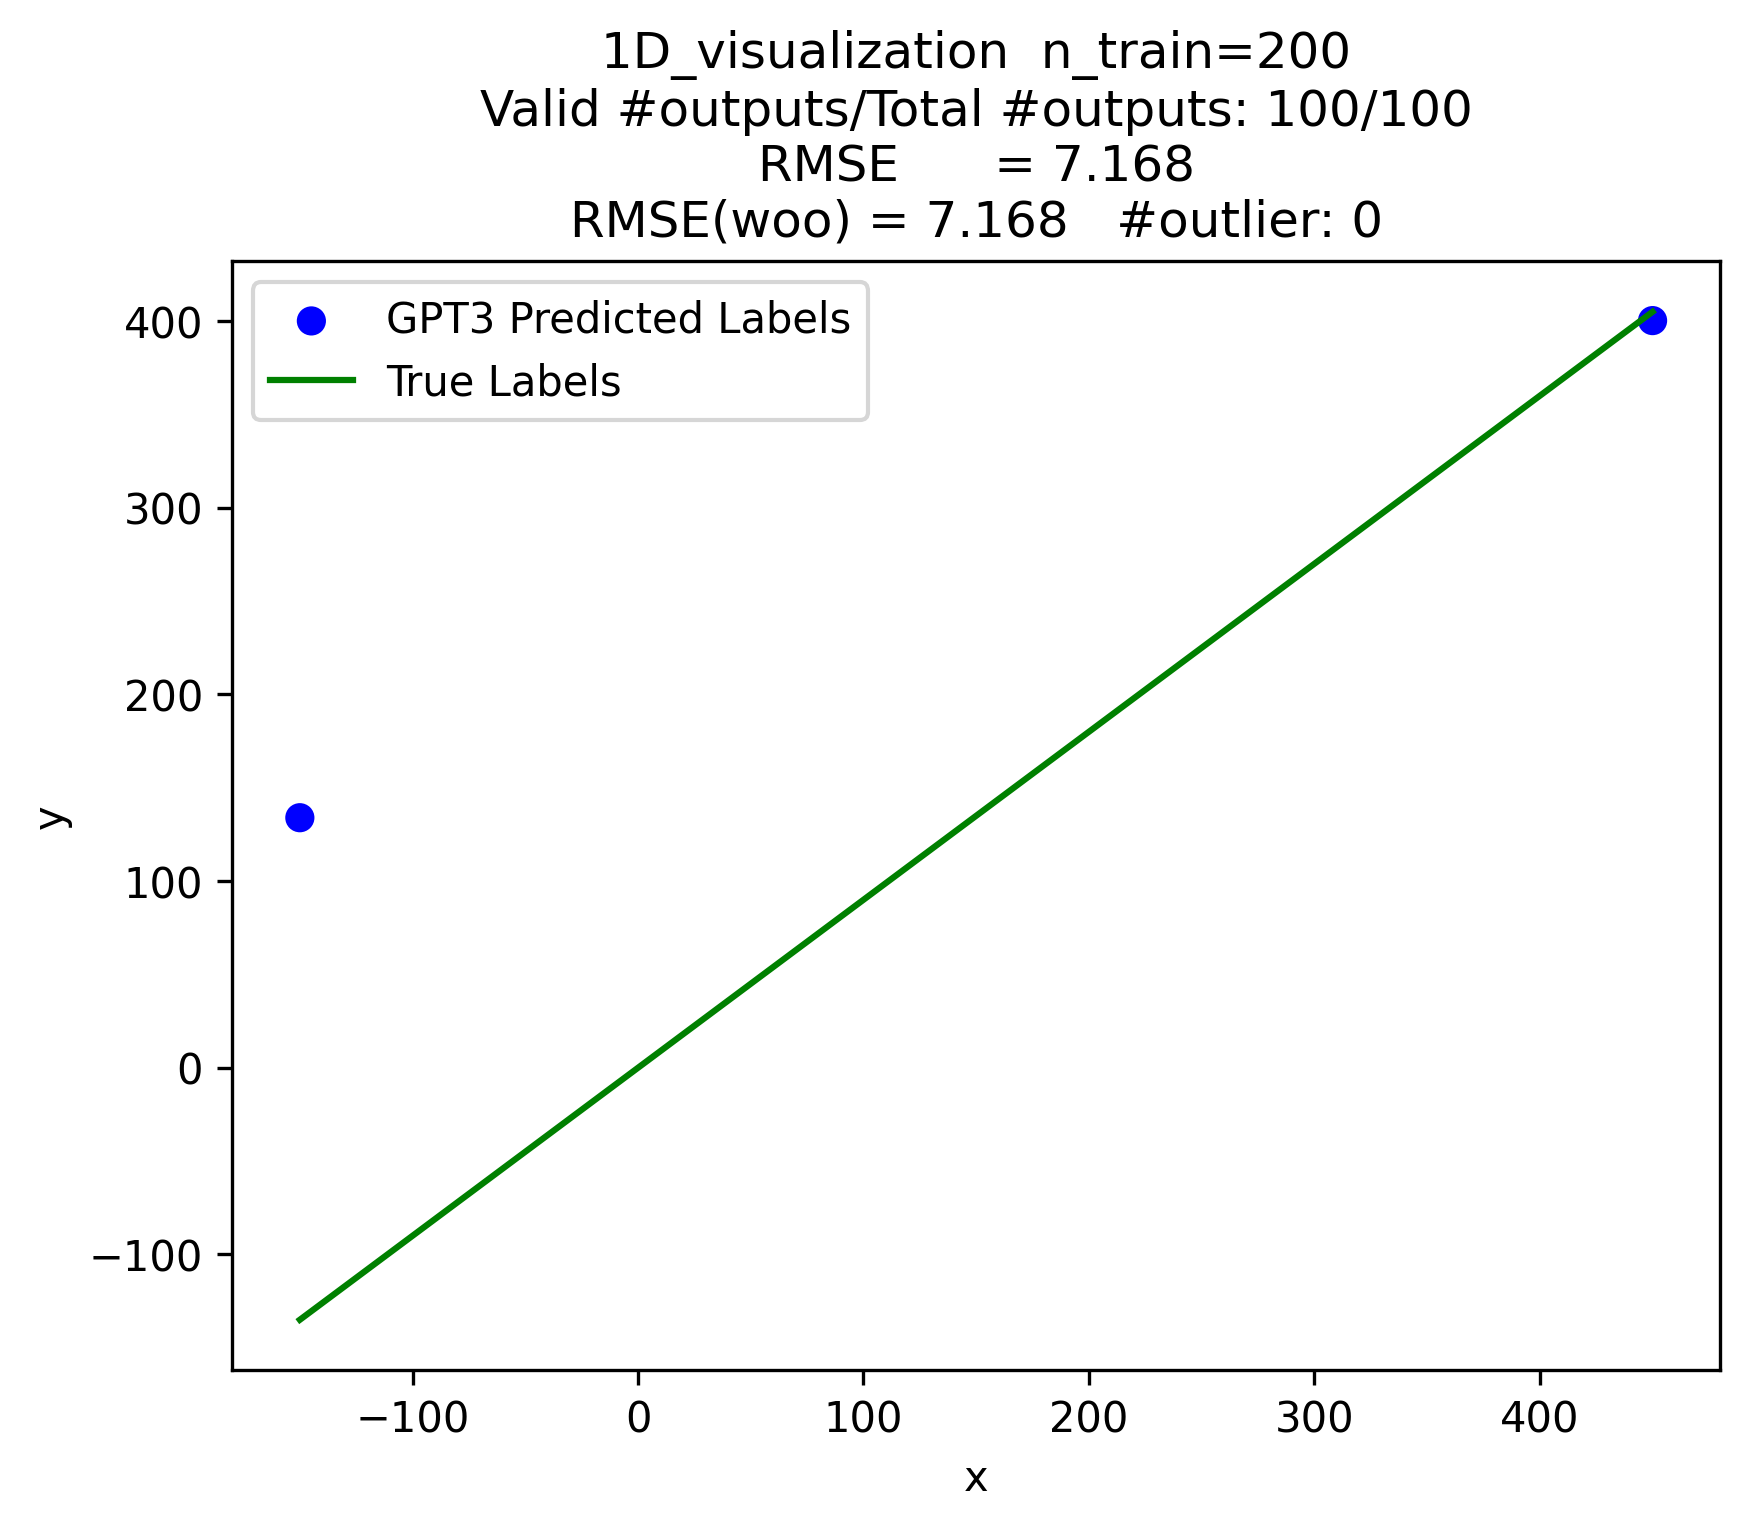 1D_visualization  n_train=200
Valid #outputs/Total #outputs: 100/100
RMSE      = 7.168
RMSE(woo) = 7.168   #outlier: 0
GPT3 Predicted Labels
True Labels
400
300
200
100
0
−100
y
−100 0 100 200 300 400
x